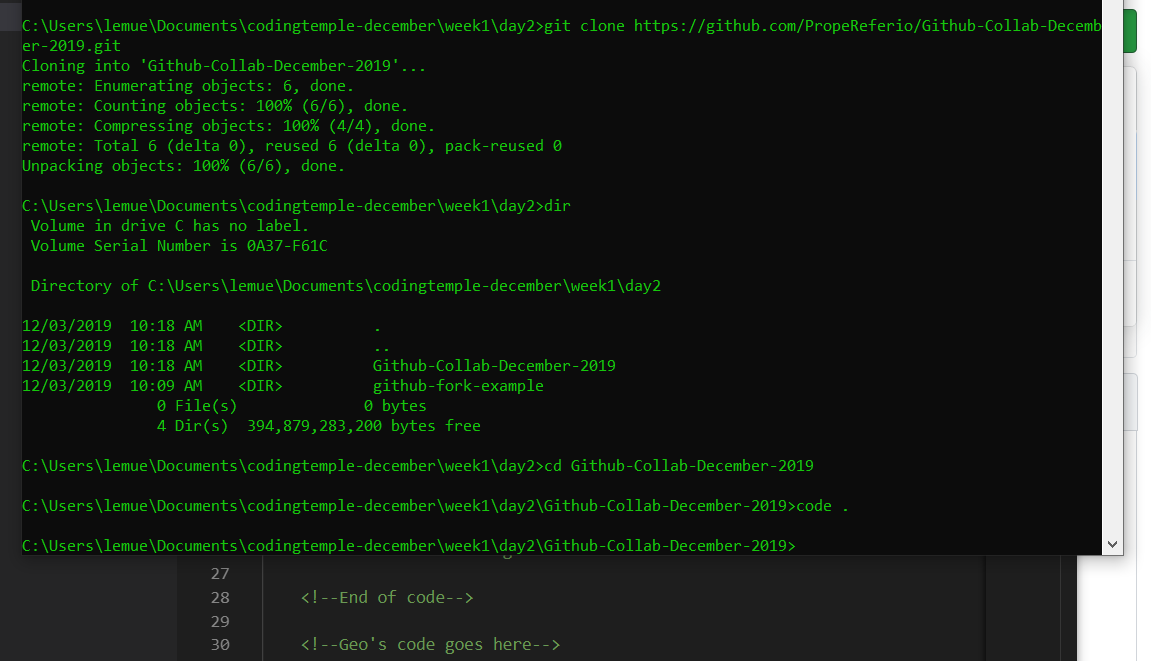 C:\Users\lemue\Documents\codingtemple-december\week1\day2>git clone https://github.com/PropeReferio/Github-Collab-Decemb
er-2019.git
Cloning into 'Github-Collab-December-2019'...
remote: Enumerating objects: 6, done.
remote: Counting objects: 100% (6/6), done.
remote: Compressing objects: 100% (4/4), done.
remote: Total 6 (delta 0), reused 6 (delta 0), pack-reused 0
Unpacking objects: 100% (6/6), done.
C:\Users\lemue\Documents\codingtemple-december\week1\day2>dir
Volume in drive C has no label.
Volume Serial Number is 0A37-F61C
Directory of C:\Users\lemue\Documents\codingtemple-december\week1\day2
12/03/2019  10:18 AM    <DIR>          .
12/03/2019  10:18 AM    <DIR>          ..
12/03/2019  10:18 AM    <DIR>          Github-Collab-December-2019
12/03/2019  10:09 AM    <DIR>          github-fork-example
0 File(s)              0 bytes
4 Dir(s)  394,879,283,200 bytes free
C:\Users\lemue\Documents\codingtemple-december\week1\day2>cd Github-Collab-December-2019
C:\Users\lemue\Documents\codingtemple-december\week1\day2\Github-Collab-December-2019>code .
C:\Users\lemue\Documents\codingtemple-december\week1\day2\Github-Collab-December-2019>
27
28 <!--End of code-->
29
30 <!--Geo's code goes here-->